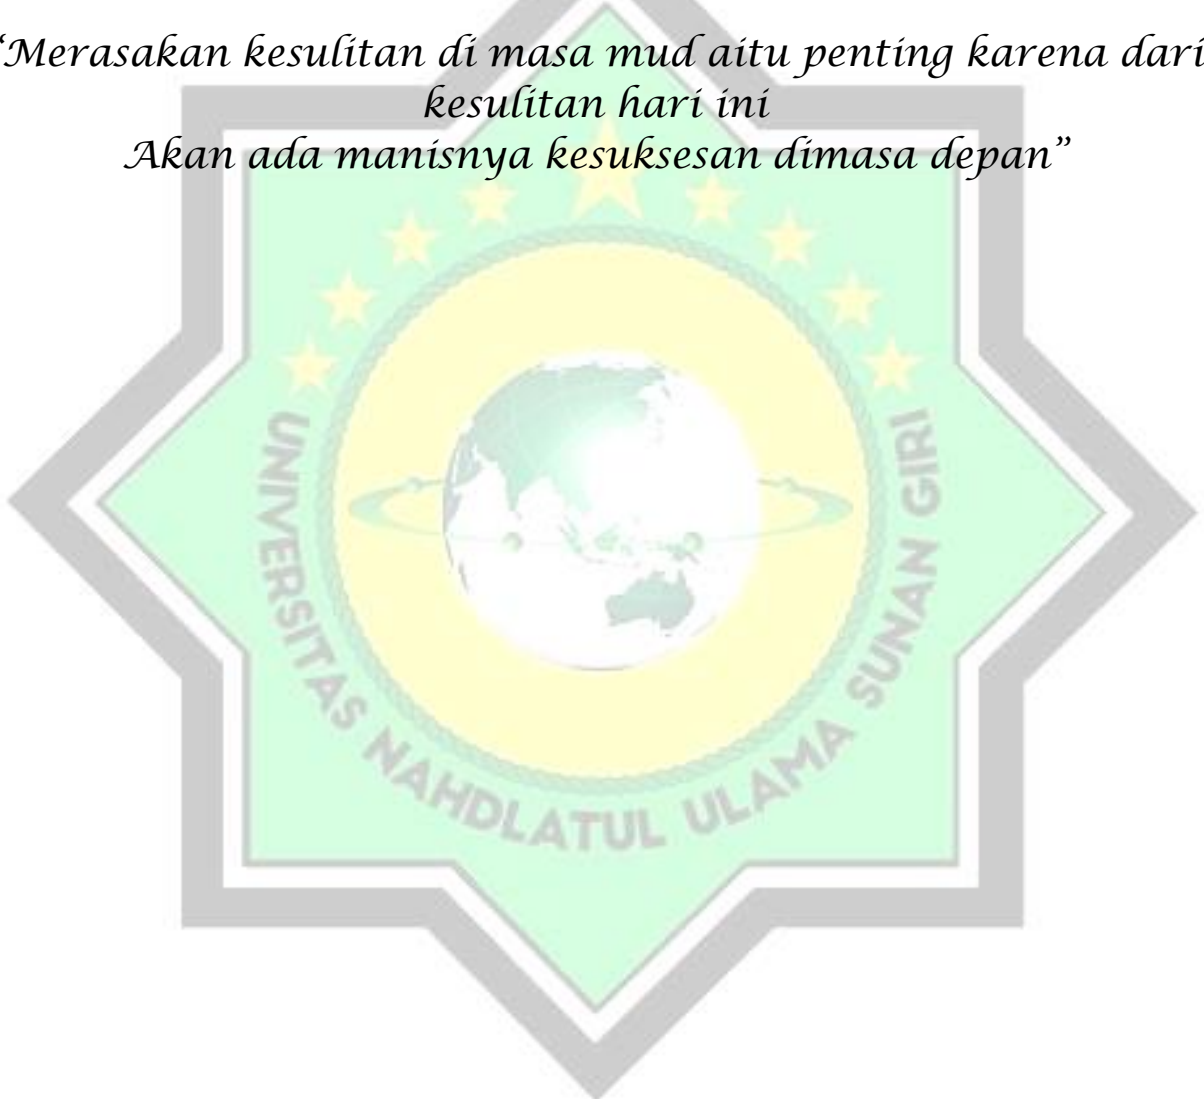 “Merasakan kesulitan di masa mud aitu penting karena dari
kesulitan hari ini
Akan ada manisnya kesuksesan dimasa depan”
UNIVERSITAS NAHDLATUL ULAMA SUNAN GIRI